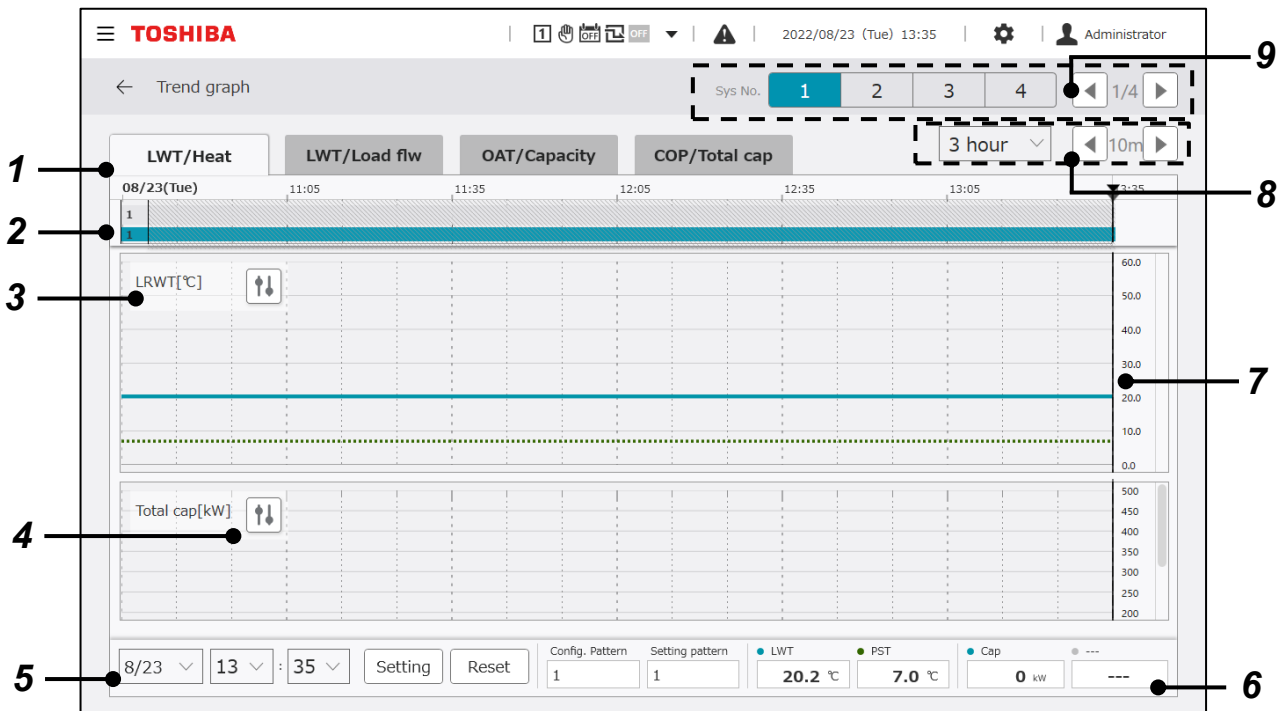 TOSHIBA
1 OFF OFF 2022/08/23 (Tue) 13:35 Administrator
9
← Trend graph Sys No. 1 2 3 4 1/4
1 LWT/Heat LWT/Load flw OAT/Capacity COP/Total cap 3 hour 10m
8
08/23(Tue) 11:05 11:35 12:05 12:35 13:05 13:35
1
2 1
60.0
3 LRWT[℃] 50.0
40.0
30.0
7
20.0
10.0
0.0
500
Total cap[kW] 450
4 400
350
300
250
200
Config. Pattern Setting pattern LWT PST Cap ---
5 8/23 13 : 35 Setting Reset 1 1 20.2 ℃ 7.0 ℃ 0 kW --- 6